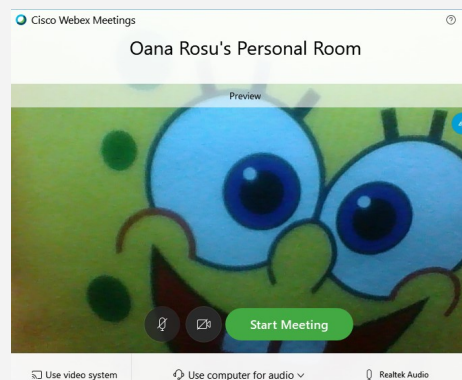 Cisco Webex Meetings
Oana Rosu's Personal Room
Preview
Start Meeting
Use video system
Use computer for audio
Realtek Audio